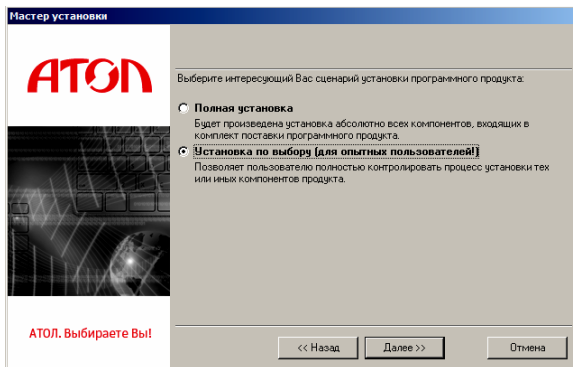 Мастер установки
АТОЛ
Выберите интересующий Вас сценарий установки программного продукта:
Полная установка
Будет произведена установка абсолютно всех компонентов, входящих в
комплект поставки программного продукта.
Установка по выбору (для опытных пользователей!)
Позволяет пользователю полностью контролировать процесс установки тех
или иных компонентов продукта.
АТОЛ. Выбираете Вы!
<< Назад
Далее >>
Отмена